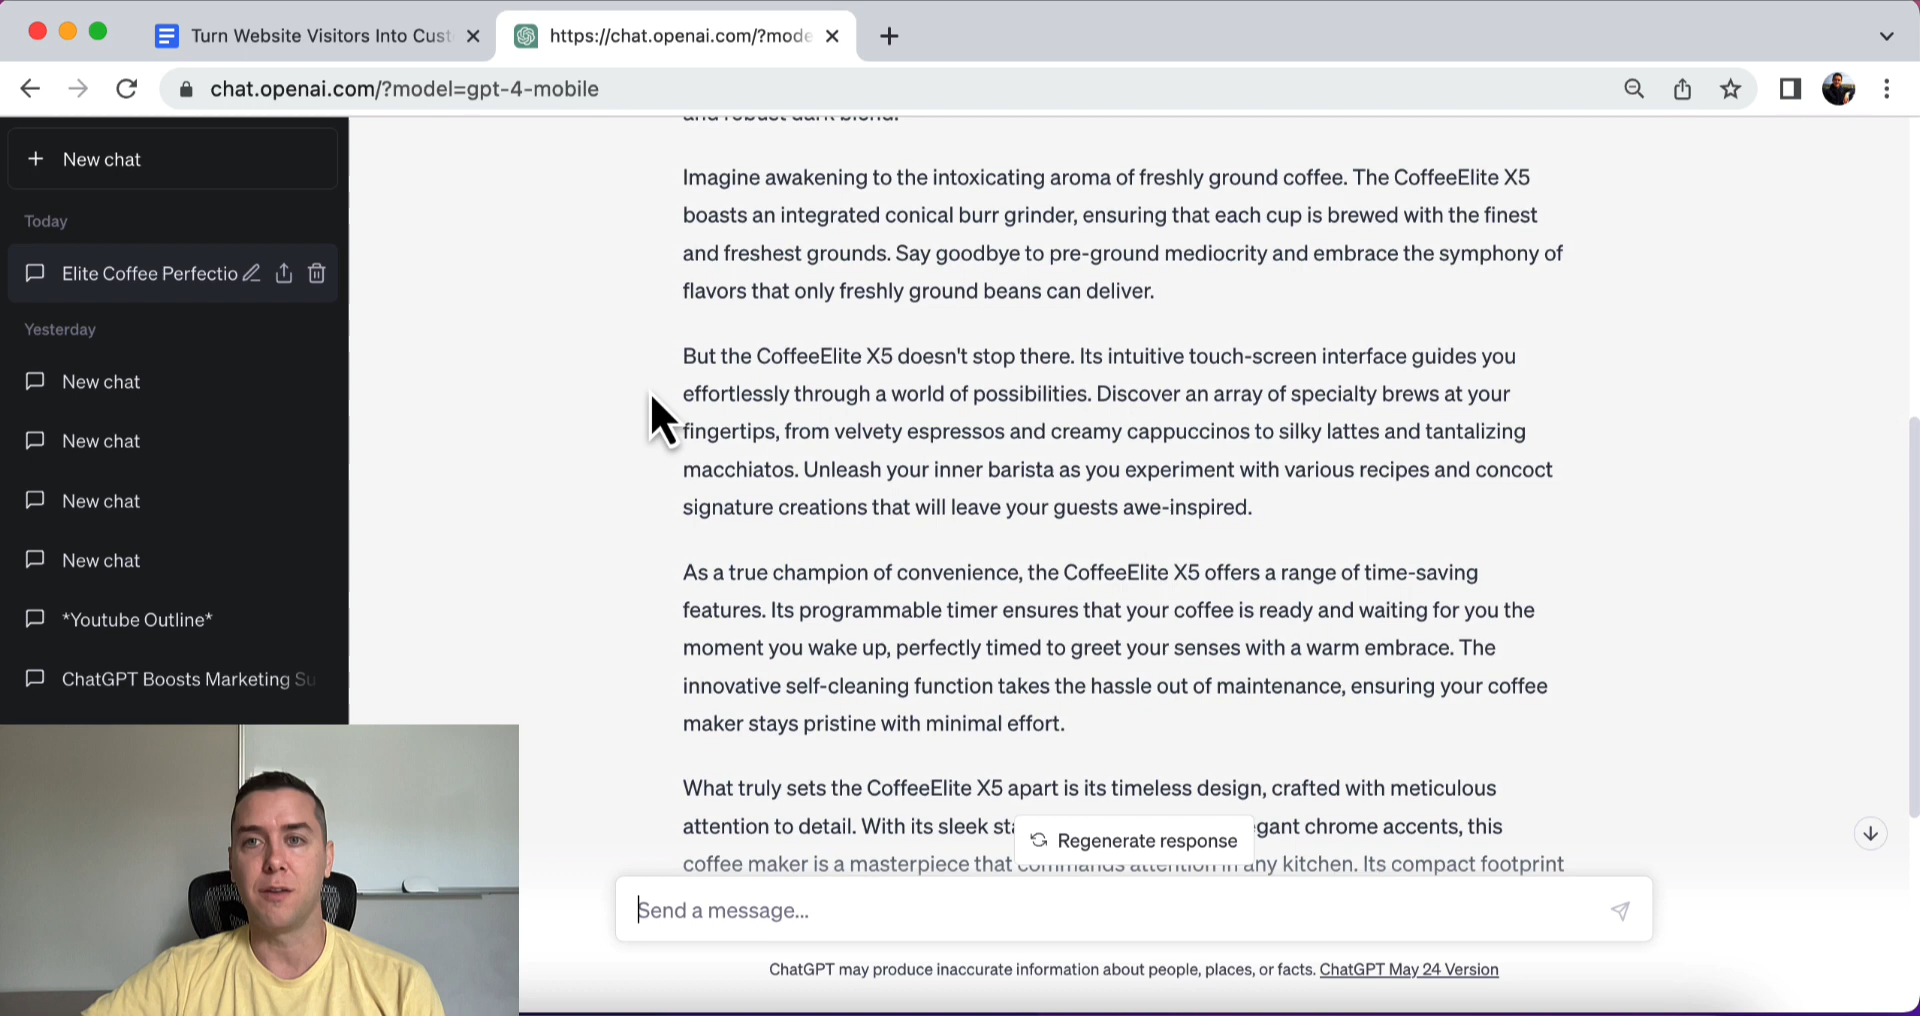 Turn Website Visitors Into Cust
https://chat.openai.com/?mode
chat.openai.com/?model=gpt-4-mobile
New chat
Today
Elite Coffee Perfectio
Yesterday
New chat
New chat
New chat
New chat
*Youtube Outline*
ChatGPT Boosts Marketing Su
and robust dark blend.
Imagine awakening to the intoxicating aroma of freshly ground coffee. The CoffeeElite X5
boasts an integrated conical burr grinder, ensuring that each cup is brewed with the finest
and freshest grounds. Say goodbye to pre-ground mediocrity and embrace the symphony of
flavors that only freshly ground beans can deliver.
But the CoffeeElite X5 doesn't stop there. Its intuitive touch-screen interface guides you
effortlessly through a world of possibilities. Discover an array of specialty brews at your
fingertips, from velvety espressos and creamy cappuccinos to silky lattes and tantalizing
macchiatos. Unleash your inner barista as you experiment with various recipes and concoct
signature creations that will leave your guests awe-inspired.
As a true champion of convenience, the CoffeeElite X5 offers a range of time-saving
features. Its programmable timer ensures that your coffee is ready and waiting for you the
moment you wake up, perfectly timed to greet your senses with a warm embrace. The
innovative self-cleaning function takes the hassle out of maintenance, ensuring your coffee
maker stays pristine with minimal effort.
What truly sets the CoffeeElite X5 apart is its timeless design, crafted with meticulous
attention to detail. With its sleek sta gant chrome accents, this
coffee maker is a masterpiece that commands attention in any kitchen. Its compact footprint
Regenerate response
Send a message...
ChatGPT may produce inaccurate information about people, places, or facts. ChatGPT May 24 Version